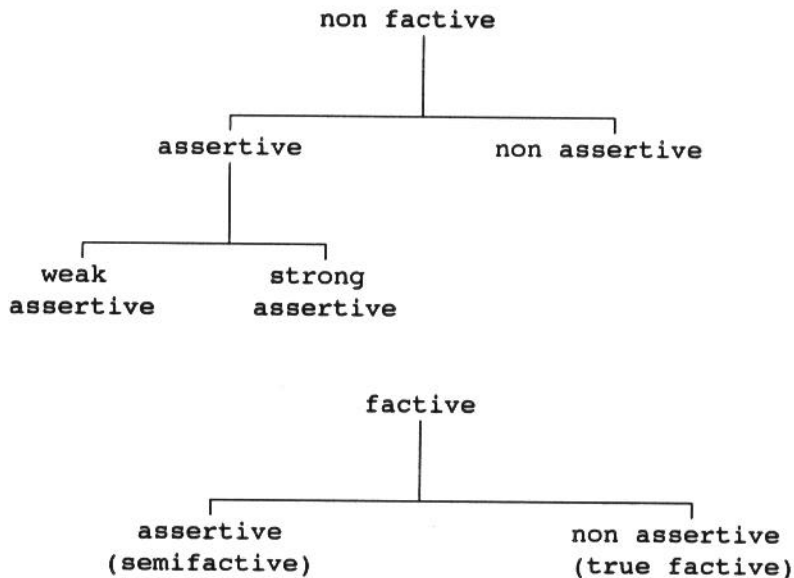 non factive
assertive non assertive
weak strong
assertive assertive
factive
assertive non assertive
(semifactive) (true factive)